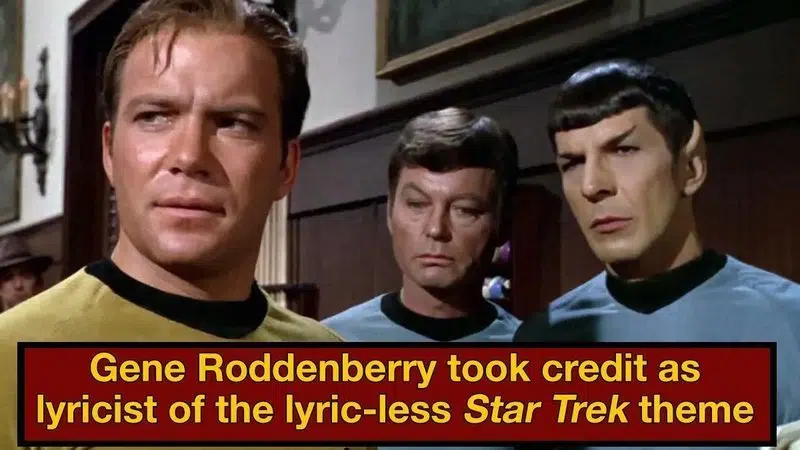 Gene Roddenberry took credit as
lyricist of the lyric-less Star Trek theme